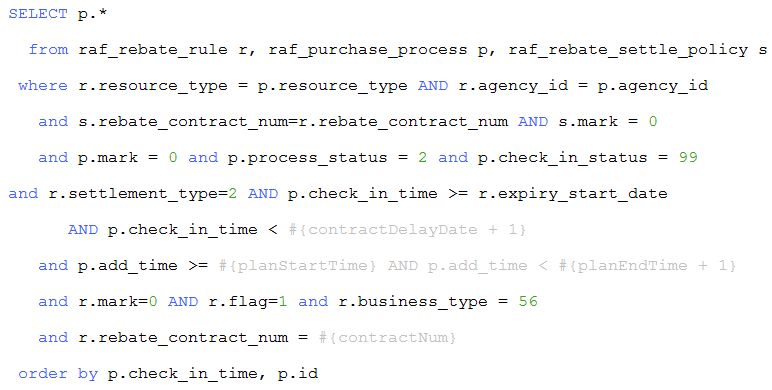 SELECT p.*
from raf_rebate_rule r, raf_purchase_process p, raf_rebate_settle_policy s
where r.resource_type = p.resource_type AND r.agency_id = p.agency_id
and s.rebate_contract_num=r.rebate_contract_num AND s.mark = 0
and p.mark = 0 and p.process_status = 2 and p.check_in_status = 99
and r.settlement_type=2 AND p.check_in_time >= r.expiry_start_date
AND p.check_in_time < #{contractDelayDate + 1}
and p.add_time >= #{planStartTime} AND p.add_time < #{planEndTime + 1}
and r.mark=0 AND r.flag=1 and r.business_type = 56
and r.rebate_contract_num = #{contractNum}
order by p.check_in_time, p.id